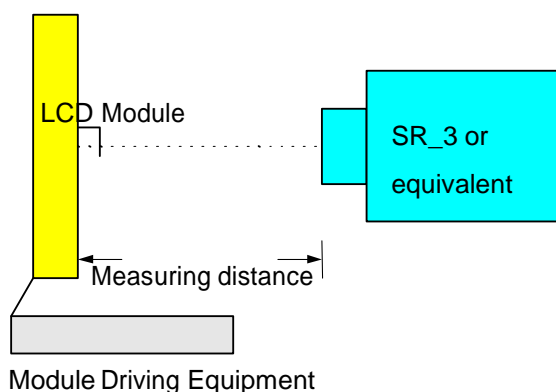 LCD Module
SR_3 or
equivalent
Measuring distance
Module Driving Equipment